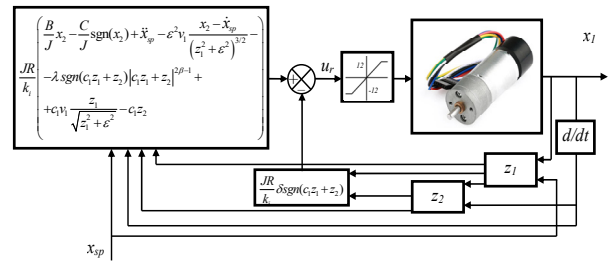 JR/k_i ( B/J x_2 − C/J sgn(x_2) + ẍ_sp − ε²v_1 (x_2 − ẋ_sp)/(z_1² + ε²)^{3/2} −
−λ sgn(c_1z_1 + z_2)|c_1z_1 + z_2|^{2β−1} +
+c_1v_1 z_1/√(z_1² + ε²) − c_1z_2 )
−
u_r
12
-12
x_1
d/dt
z_1
z_2
JR/k_i δsgn(c_1z_1 + z_2)
x_sp